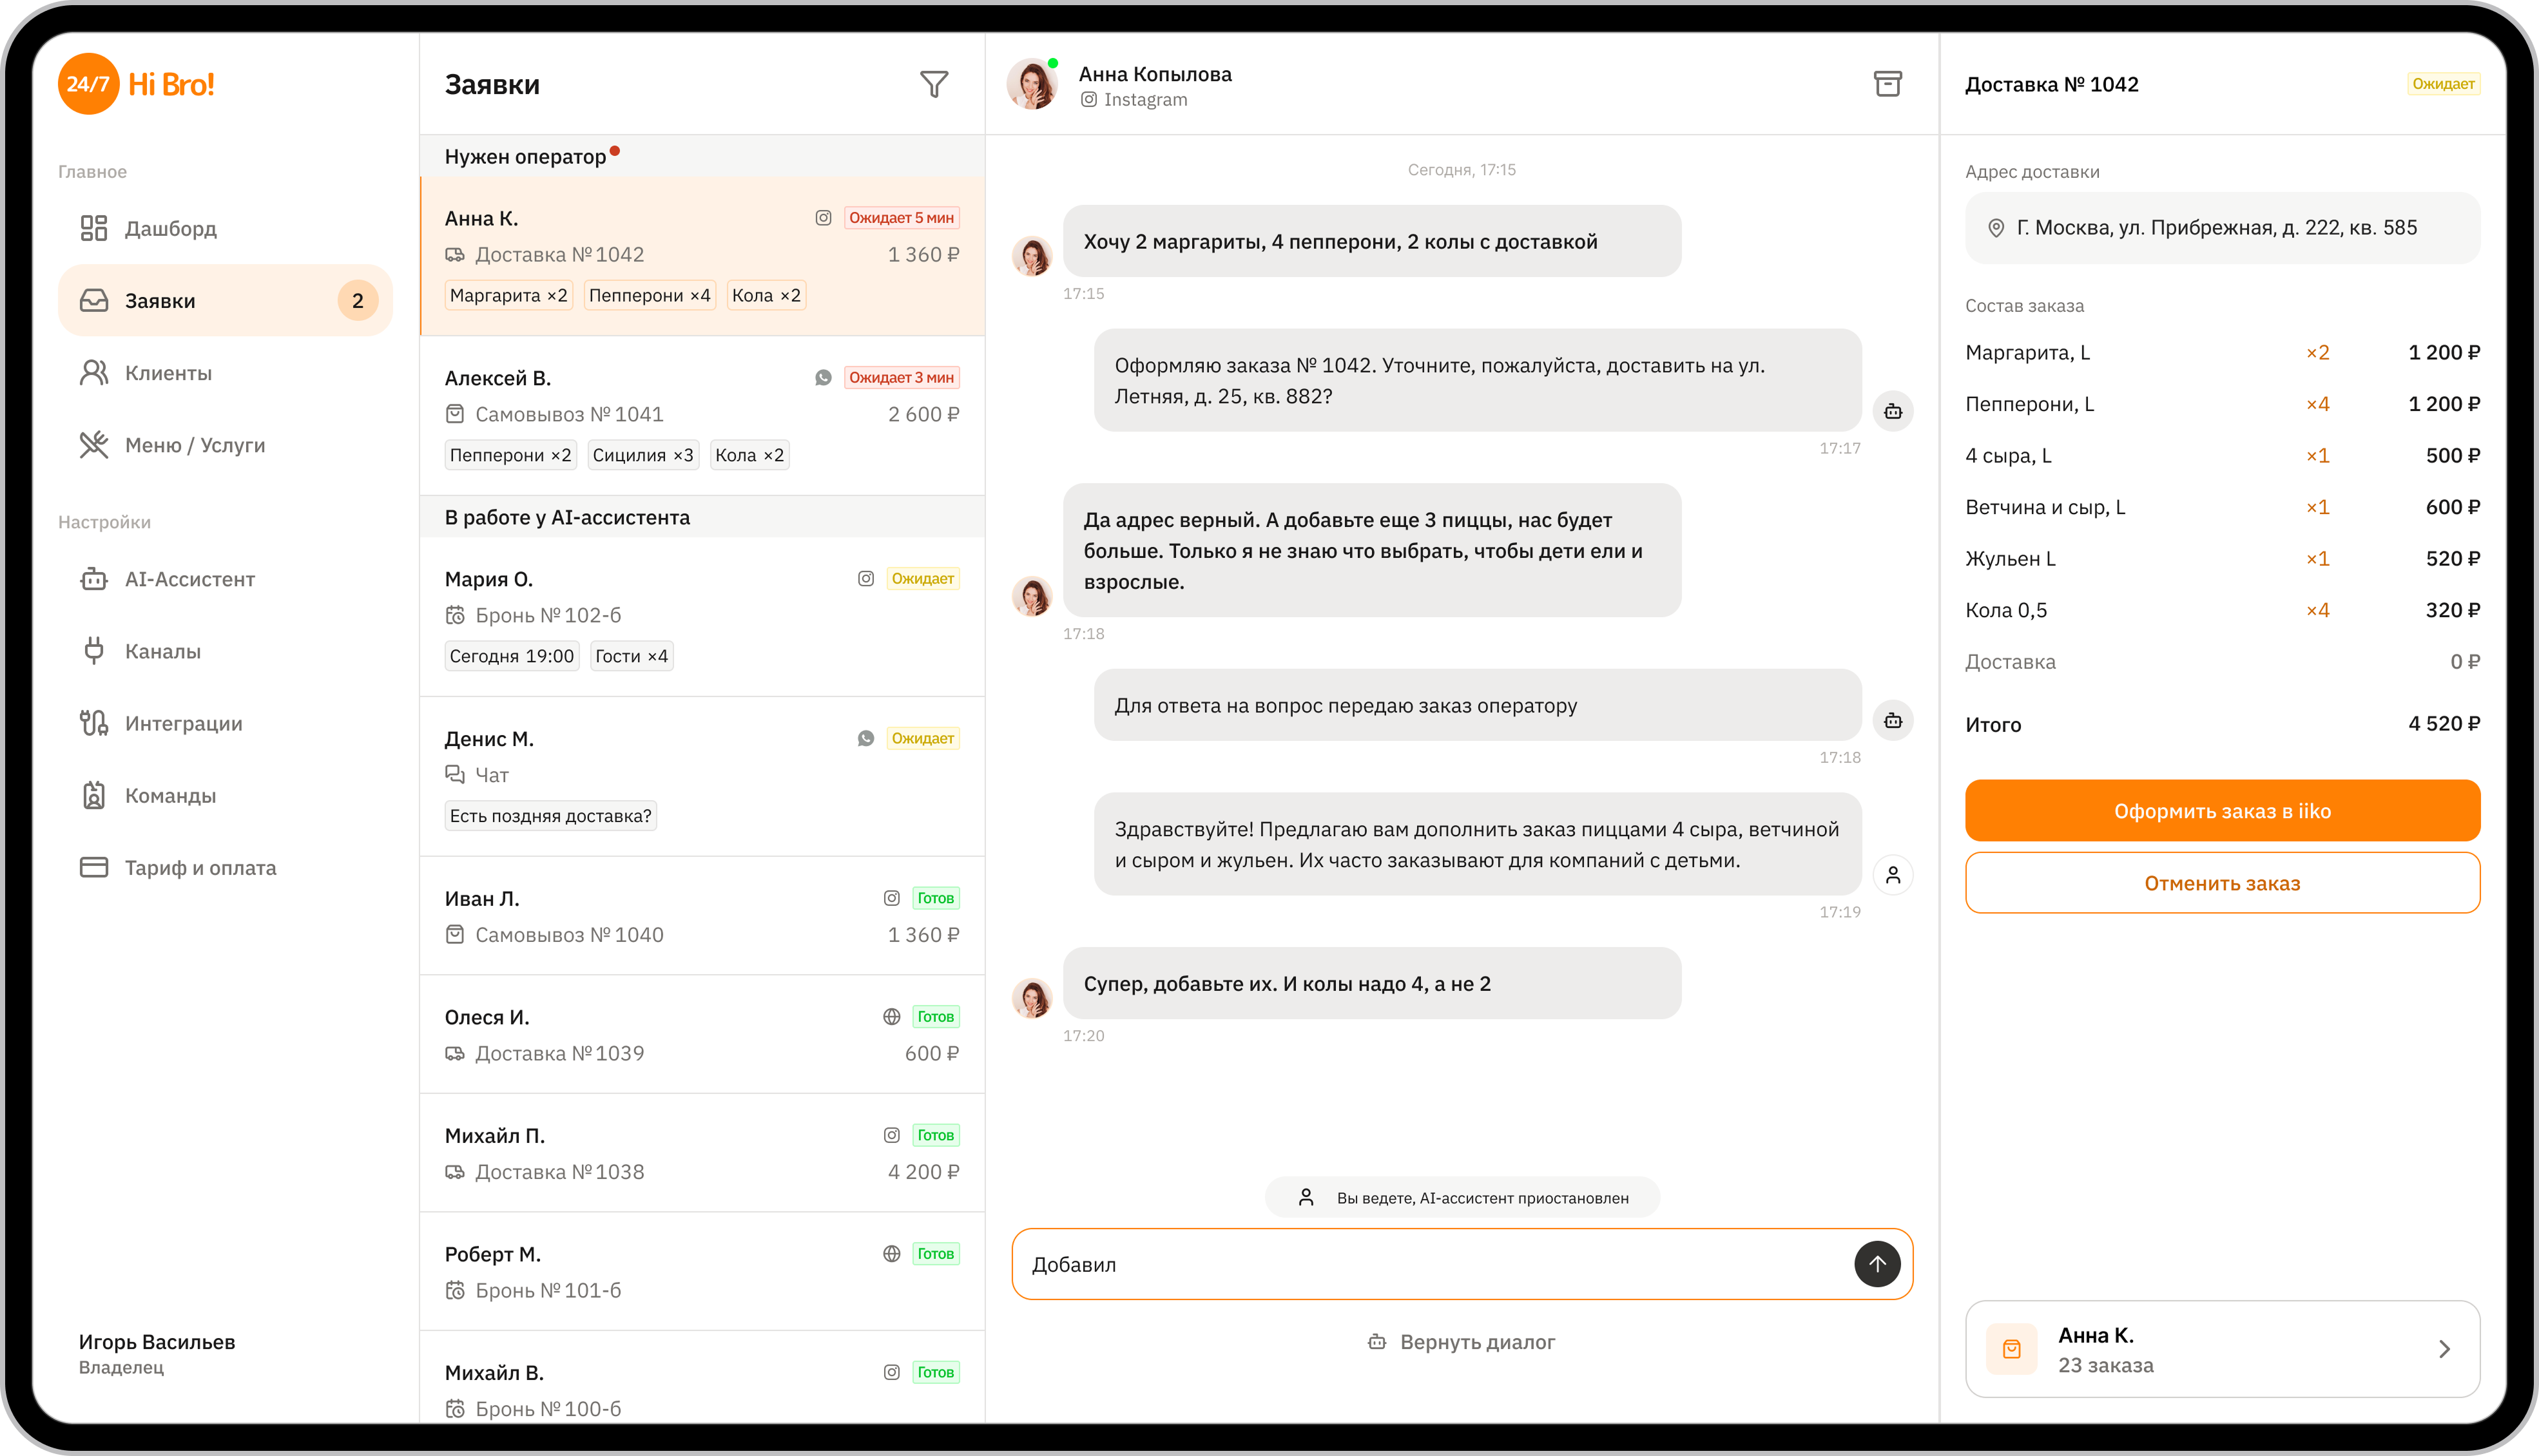 24/7 Hi Bro!
Главное
Дашборд
Заявки 2
Клиенты
Меню / Услуги
Настройки
AI-Ассистент
Каналы
Интеграции
Команды
Тариф и оплата
Игорь Васильев
Владелец
Заявки
Нужен оператор
Анна К. Ожидает 5 мин
Доставка № 1042 1 360 ₽
Маргарита ×2 Пепперони ×4 Кола ×2
Алексей В. Ожидает 3 мин
Самовывоз № 1041 2 600 ₽
Пепперони ×2 Сицилия ×3 Кола ×2
В работе у AI-ассистента
Мария О. Ожидает
Бронь № 102-б
Сегодня 19:00 Гости ×4
Денис М. Ожидает
Чат
Есть поздняя доставка?
Иван Л. Готов
Самовывоз № 1040 1 360 ₽
Олеся И. Готов
Доставка № 1039 600 ₽
Михайл П. Готов
Доставка № 1038 4 200 ₽
Роберт М. Готов
Бронь № 101-б
Михайл В. Готов
Бронь № 100-б
Анна Копылова
Instagram
Сегодня, 17:15
Хочу 2 маргариты, 4 пепперони, 2 колы с доставкой
17:15
Оформляю заказа № 1042. Уточните, пожалуйста, доставить на ул.
Летняя, д. 25, кв. 882?
17:17
Да адрес верный. А добавьте еще 3 пиццы, нас будет
больше. Только я не знаю что выбрать, чтобы дети ели и
взрослые.
17:18
Для ответа на вопрос передаю заказ оператору
17:18
Здравствуйте! Предлагаю вам дополнить заказ пиццами 4 сыра, ветчиной
и сыром и жульен. Их часто заказывают для компаний с детьми.
17:19
Супер, добавьте их. И колы надо 4, а не 2
17:20
Вы ведете, AI-ассистент приостановлен
Добавил
Вернуть диалог
Доставка № 1042 Ожидает
Адрес доставки
Г. Москва, ул. Прибрежная, д. 222, кв. 585
Состав заказа
Маргарита, L ×2 1 200 ₽
Пепперони, L ×4 1 200 ₽
4 сыра, L ×1 500 ₽
Ветчина и сыр, L ×1 600 ₽
Жульен L ×1 520 ₽
Кола 0,5 ×4 320 ₽
Доставка 0 ₽
Итого 4 520 ₽
Оформить заказ в iiko
Отменить заказ
Анна К.
23 заказа